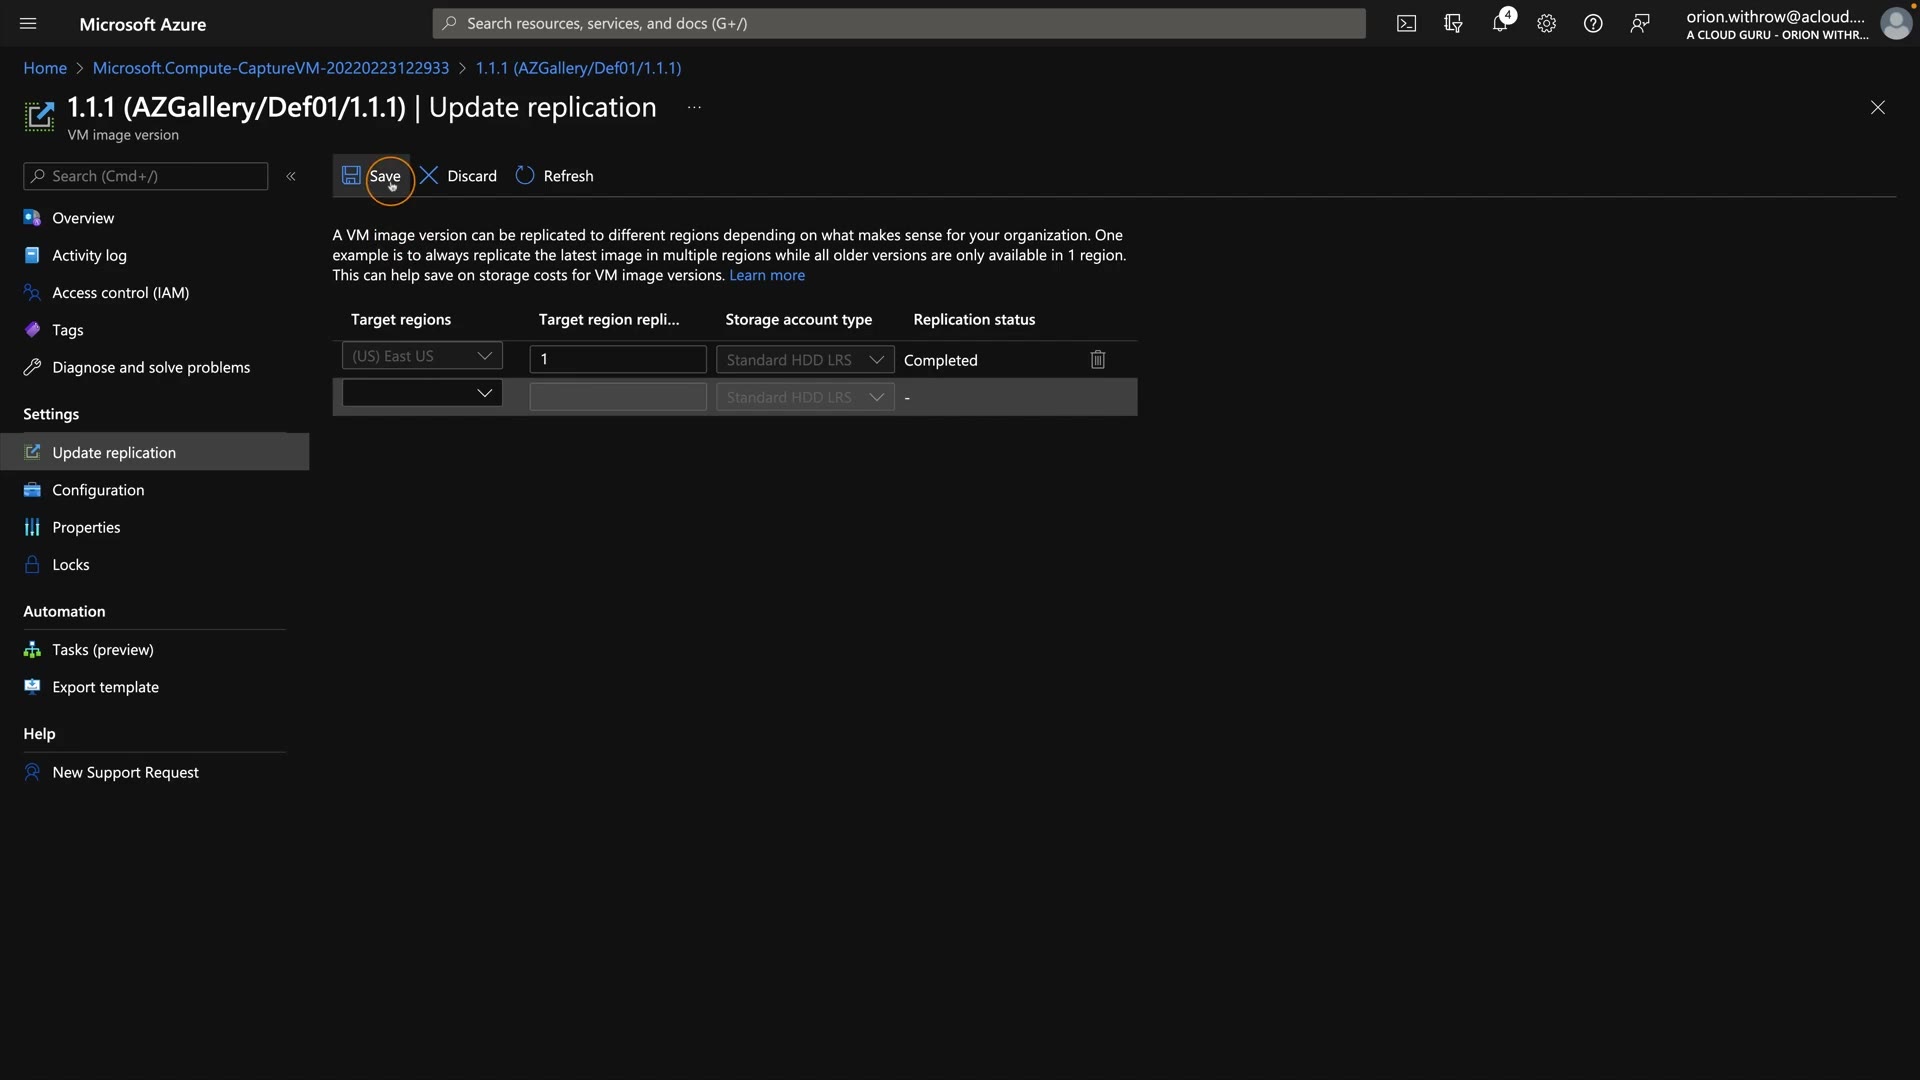 Microsoft Azure
Search resources, services, and docs (G+/)
4
orion.withrow@acloud....
A CLOUD GURU - ORION WITHR...
Home > Microsoft.Compute-CaptureVM-20220223122933 > 1.1.1 (AZGallery/Def01/1.1.1)
1.1.1 (AZGallery/Def01/1.1.1) | Update replication ...
VM image version
Search (Cmd+/)
«
Overview
Activity log
Access control (IAM)
Tags
Diagnose and solve problems
Settings
Update replication
Configuration
Properties
Locks
Automation
Tasks (preview)
Export template
Help
New Support Request
Save Discard Refresh
A VM image version can be replicated to different regions depending on what makes sense for your organization. One
example is to always replicate the latest image in multiple regions while all older versions are only available in 1 region.
This can help save on storage costs for VM image versions. Learn more
Target regions Target region repli... Storage account type Replication status
(US) East US 1 Standard HDD LRS Completed
Standard HDD LRS -